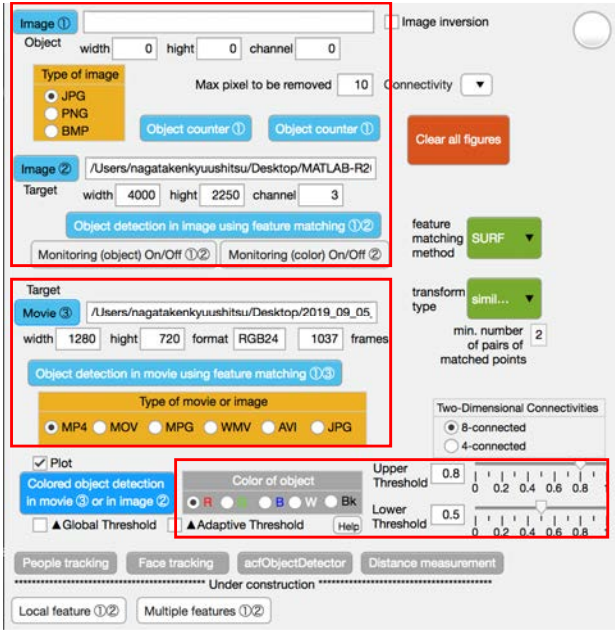 Image ① Image inversion
Object width 0 hight 0 channel 0
Type of image
JPG
PNG
BMP
Max pixel to be removed 10 Connectivity
Object counter ① Object counter ①
Clear all figures
Image ② /Users/nagatakenkyuushitsu/Desktop/MATLAB-R2
Target width 4000 hight 2250 channel 3
Object detection in image using feature matching ①②
Monitoring (object) On/Off ①② Monitoring (color) On/Off ②
feature
matching
method
SURF
Target
Movie ③ /Users/nagatakenkyuushitsu/Desktop/2019_09_05_
width 1280 hight 720 format RGB24 1037 frames
transform
type
simil...
min. number
of pairs of
matched points
2
Object detection in movie using feature matching ①③
Type of movie or image
MP4 MOV MPG WMV AVI JPG
Two-Dimensional Connectivities
8-connected
4-connected
Plot
Colored object detection
in movie ③ or in image ②
Color of object
R G B W Bk
Upper
Threshold
0.8
0 0.2 0.4 0.6 0.8
▲Global Threshold ▲Adaptive Threshold Help
Lower
Threshold
0.5
0 0.2 0.4 0.6 0.8
People tracking Face tracking acfObjectDetector Distance measurement
Under construction
Local feature ①② Multiple features ①②